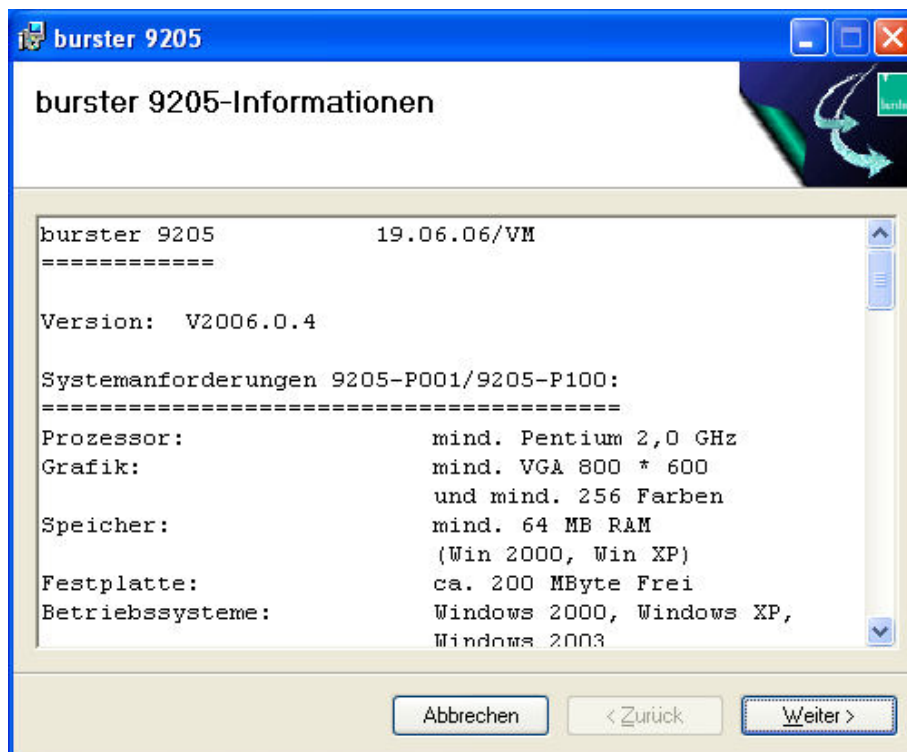 burster 9205
burster 9205-Informationen
burster 9205 19.06.06/VM
============
Version: V2006.0.4
Systemanforderungen 9205-P001/9205-P100:
========================================
Prozessor: mind. Pentium 2,0 GHz
Grafik: mind. VGA 800 * 600
und mind. 256 Farben
Speicher: mind. 64 MB RAM
(Win 2000, Win XP)
Festplatte: ca. 200 MByte Frei
Betriebssysteme: Windows 2000, Windows XP,
Windows 2003
Abbrechen < Zurück Weiter >